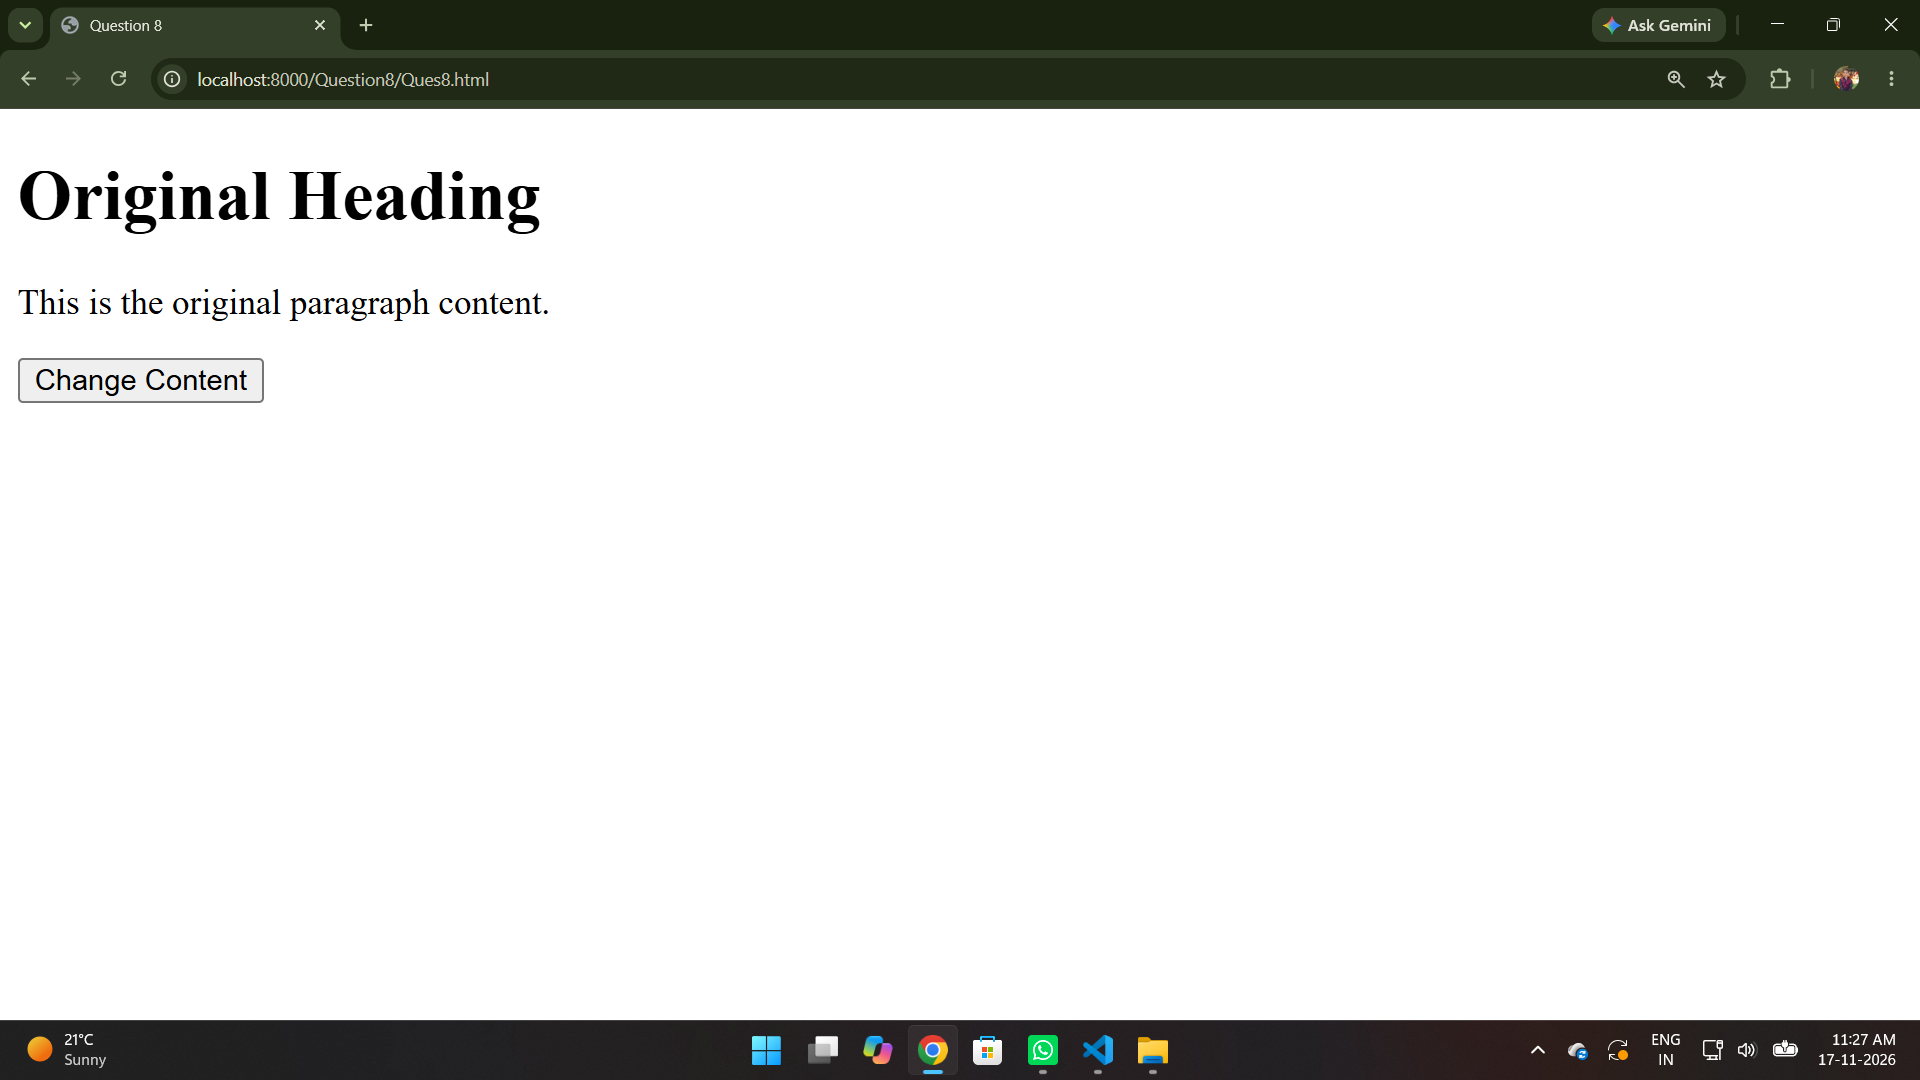 Question 8
Ask Gemini
localhost:8000/Question8/Ques8.html
Original Heading
This is the original paragraph content.
Change Content
21°C
Sunny
ENG
IN
11:27 AM
17-11-2026